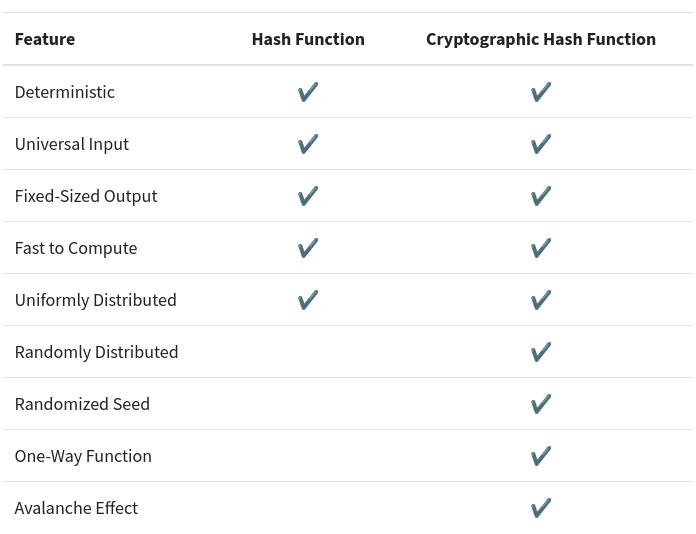 Feature Hash Function Cryptographic Hash Function
Deterministic ✔ ✔
Universal Input ✔ ✔
Fixed-Sized Output ✔ ✔
Fast to Compute ✔ ✔
Uniformly Distributed ✔ ✔
Randomly Distributed ✔
Randomized Seed ✔
One-Way Function ✔
Avalanche Effect ✔